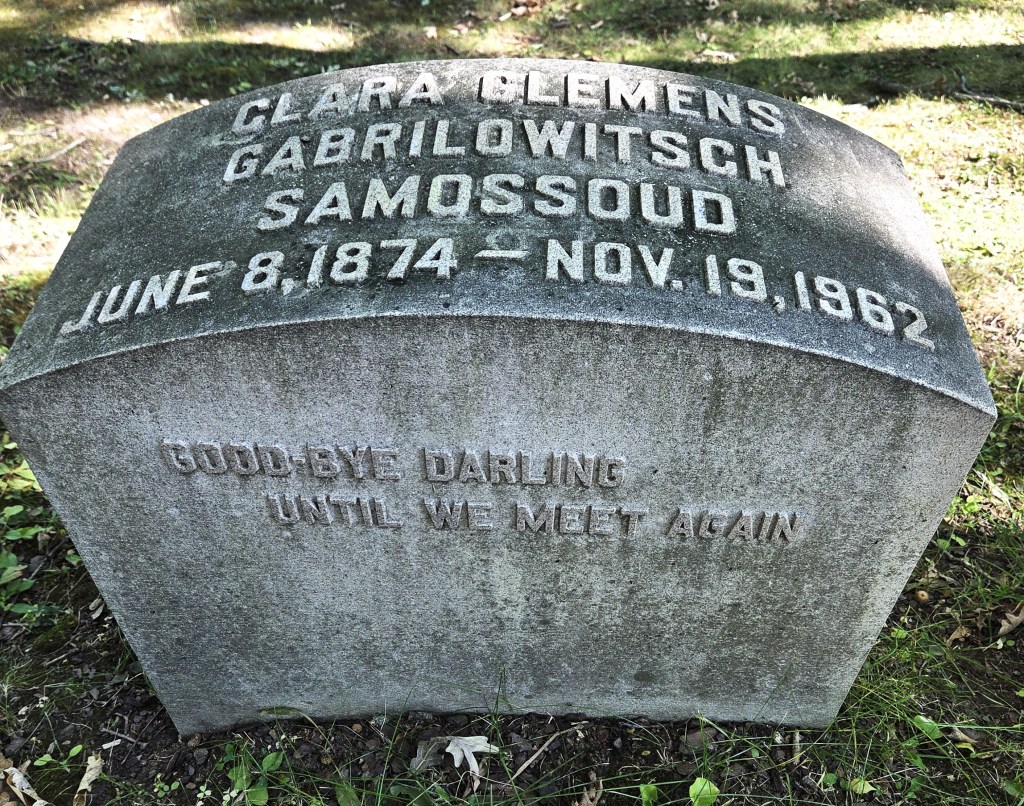 CLARA CLEMENS
GABRILOWITSCH
SAMOSSOUD
JUNE 8, 1874 - NOV. 19, 1962
GOOD-BYE DARLING
UNTIL WE MEET AGAIN